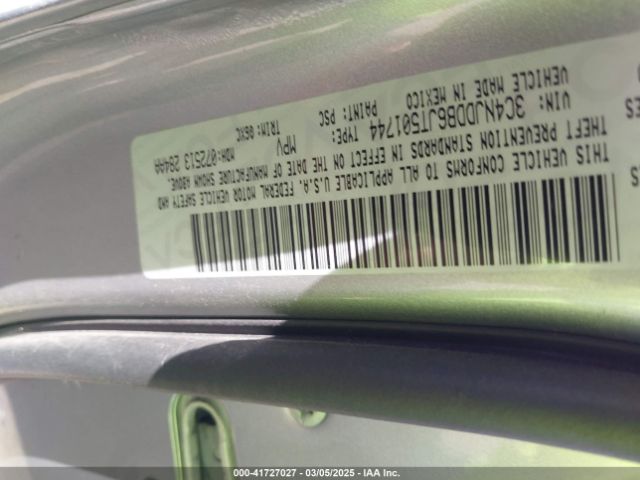 THIS VEHICLE CONFORMS TO ALL APPLICABLE U.S.A. FEDERAL MOTOR VEHICLE SAFETY AND
THEFT PREVENTION STANDARDS IN EFFECT ON THE DATE OF MANUFACTURE SHOWN ABOVE.
VIN: 3C4NJDDB6JT501744 TYPE: MPV MDH:072513 284AA
VEHICLE MADE IN MEXICO PAINT: PSC TRIM: 06XC
000-41727027 - 03/05/2025 - IAA Inc.